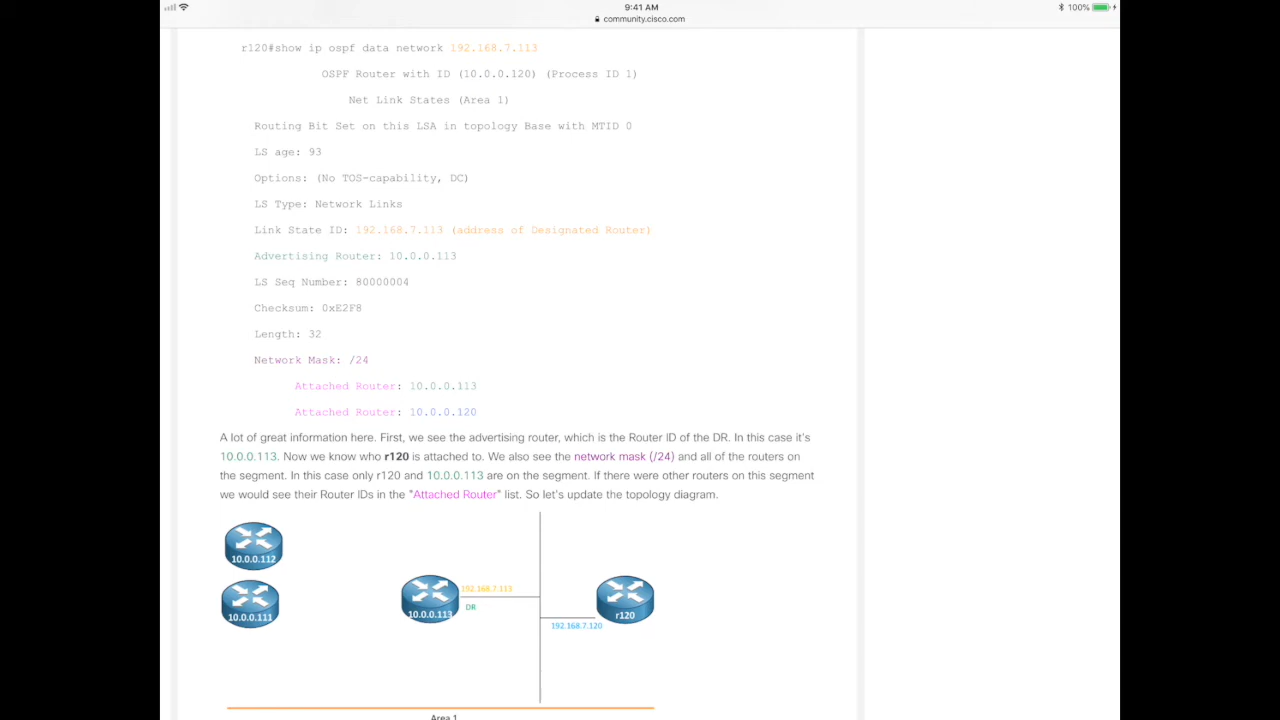 9:41 AM
100%
community.cisco.com
r120#show ip ospf data network 192.168.7.113
OSPF Router with ID (10.0.0.120) (Process ID 1)
Net Link States (Area 1)
Routing Bit Set on this LSA in topology Base with MTID 0
LS age: 93
Options: (No TOS-capability, DC)
LS Type: Network Links
Link State ID: 192.168.7.113 (address of Designated Router)
Advertising Router: 10.0.0.113
LS Seq Number: 80000004
Checksum: 0xE2F8
Length: 32
Network Mask: /24
Attached Router: 10.0.0.113
Attached Router: 10.0.0.120
A lot of great information here. First, we see the advertising router, which is the Router ID of the DR. In this case it's
10.0.0.113. Now we know who r120 is attached to. We also see the network mask (/24) and all of the routers on
the segment. In this case only r120 and 10.0.0.113 are on the segment. If there were other routers on this segment
we would see their Router IDs in the "Attached Router" list. So let's update the topology diagram.
10.0.0.112
192.168.7.113
10.0.0.111
10.0.0.113
DR
r120
192.168.7.120
Area 1